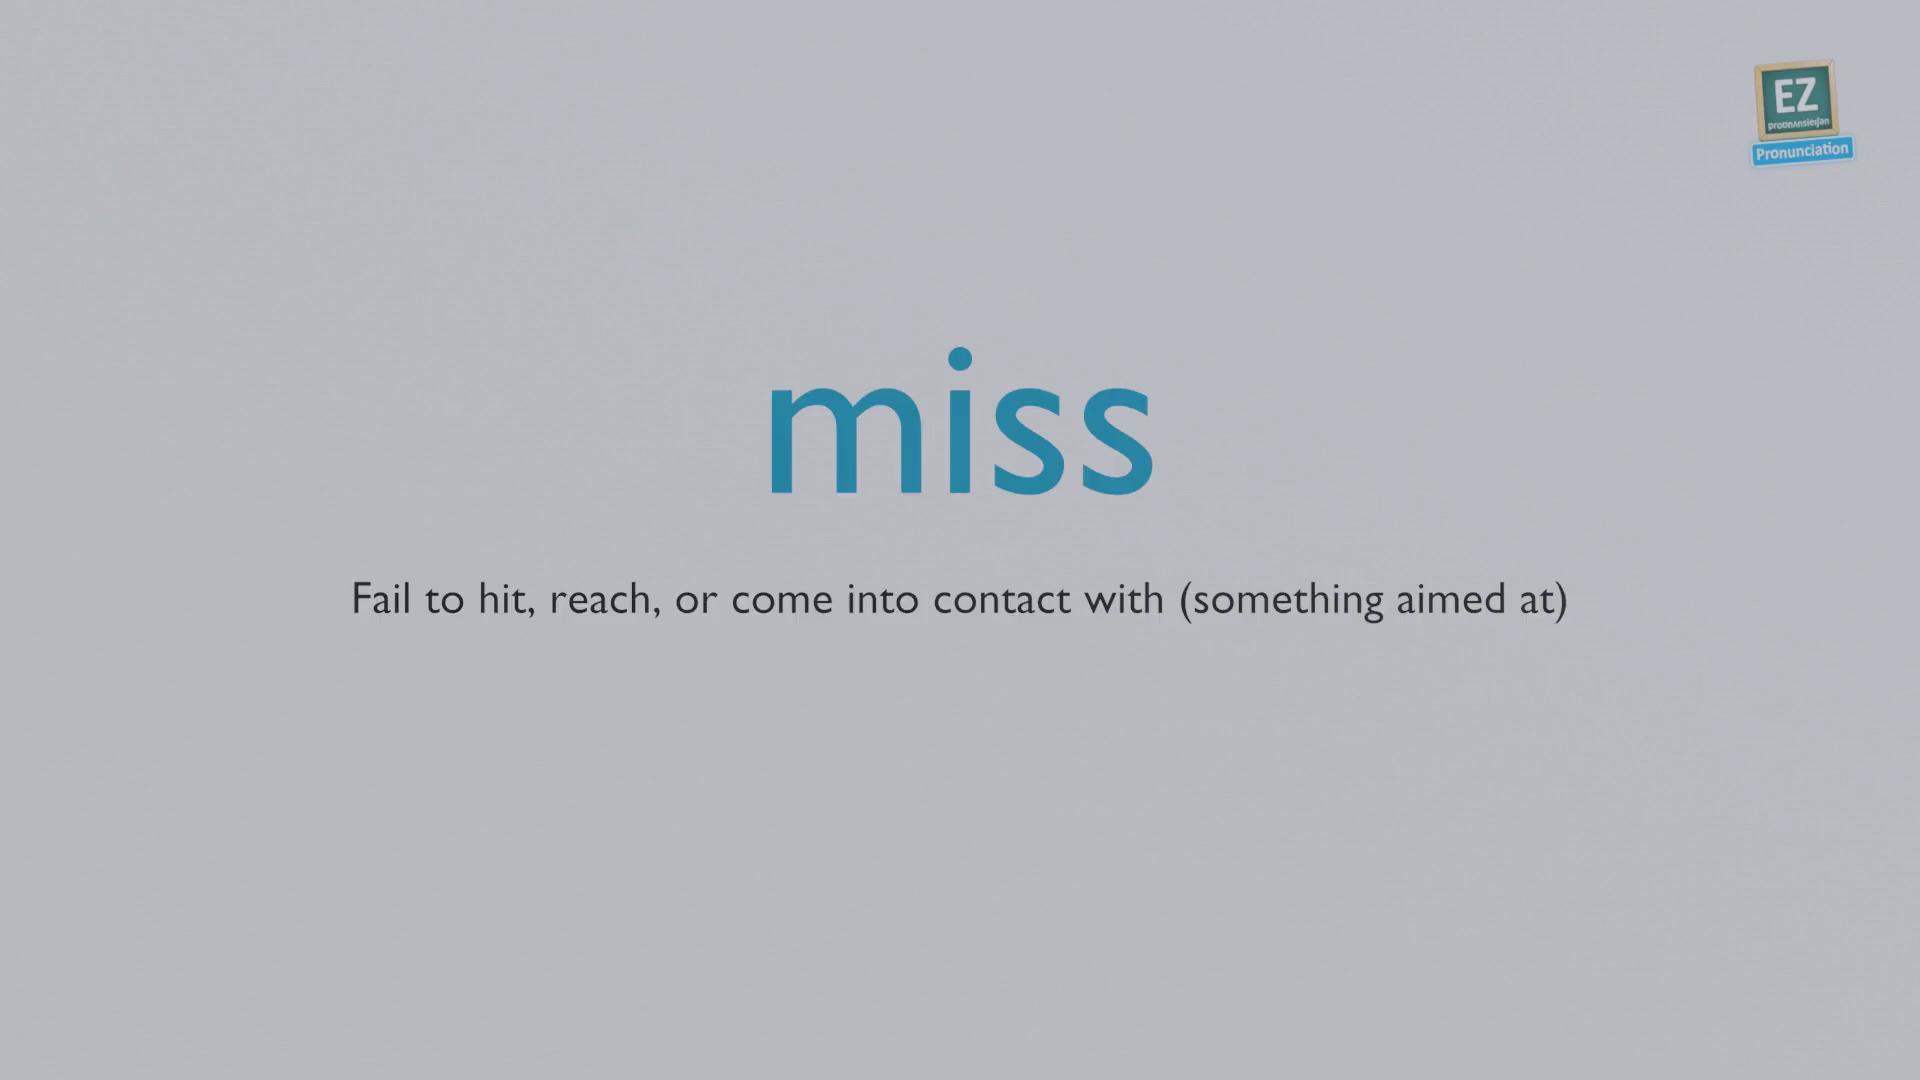 EZ
Pronunciation
miss
Fail to hit, reach, or come into contact with (something aimed at)